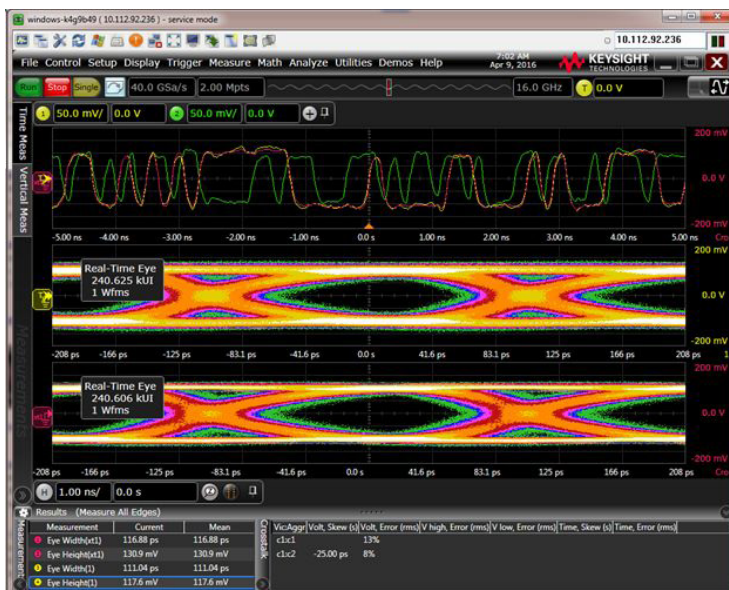 windows-k4g9b49 ( 10.112.92.236 ) - service mode
10.112.92.236
File Control Setup Display Trigger Measure Math Analyze Utilities Demos Help
7:02 AM
Apr 9, 2016
KEYSIGHT
TECHNOLOGIES
Run Stop Single 40.0 GSa/s 2.00 Mpts 16.0 GHz T 0.0 V
1 50.0 mV/ 0.0 V 2 50.0 mV/ 0.0 V
Time Meas
Vertical Meas
Measurements
200 mV
0.0 V
-200 mV
-5.00 ns -4.00 ns -3.00 ns -2.00 ns -1.00 ns 0.0 s 1.00 ns 2.00 ns 3.00 ns 4.00 ns 5.00 ns Cro
200 mV
Real-Time Eye
240.625 kUI
1 Wfms
0.0 V
-200 mV
-208 ps -166 ps -125 ps -83.1 ps -41.6 ps 0.0 s 41.6 ps 83.1 ps 125 ps 166 ps 208 ps 1
200 mV
Real-Time Eye
240.606 kUI
1 Wfms
0.0 V
-200 mV
-208 ps -166 ps -125 ps -83.1 ps -41.6 ps 0.0 s 41.6 ps 83.1 ps 125 ps 166 ps 208 ps Cro
H 1.00 ns/ 0.0 s
Results (Measure All Edges)
Measurement
Measurement Current Mean
Eye Width(xt1) 116.88 ps 116.88 ps
Eye Height(xt1) 130.9 mV 130.9 mV
Eye Width(1) 111.04 ps 111.04 ps
Eye Height(1) 117.6 mV 117.6 mV
Crosstalk
Vic:Aggr Volt, Skew (s) Volt, Error (rms) V high, Error (rms) V low, Error (rms) Time, Skew (s) Time, Error (rms)
c1:c1 13%
c1:c2 -25.00 ps 8%